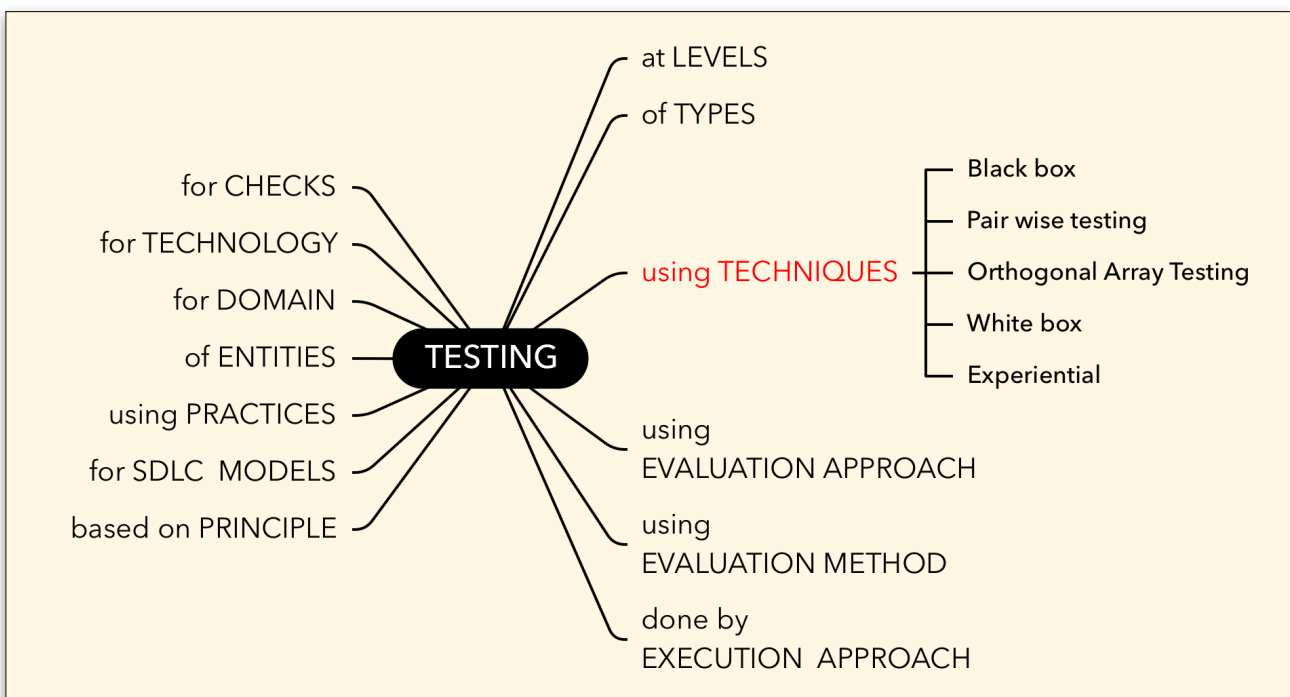 at LEVELS
of TYPES
using TECHNIQUES
Black box
Pair wise testing
Orthogonal Array Testing
White box
Experiential
using
EVALUATION APPROACH
using
EVALUATION METHOD
done by
EXECUTION APPROACH
TESTING
for CHECKS
for TECHNOLOGY
for DOMAIN
of ENTITIES
using PRACTICES
for SDLC MODELS
based on PRINCIPLE